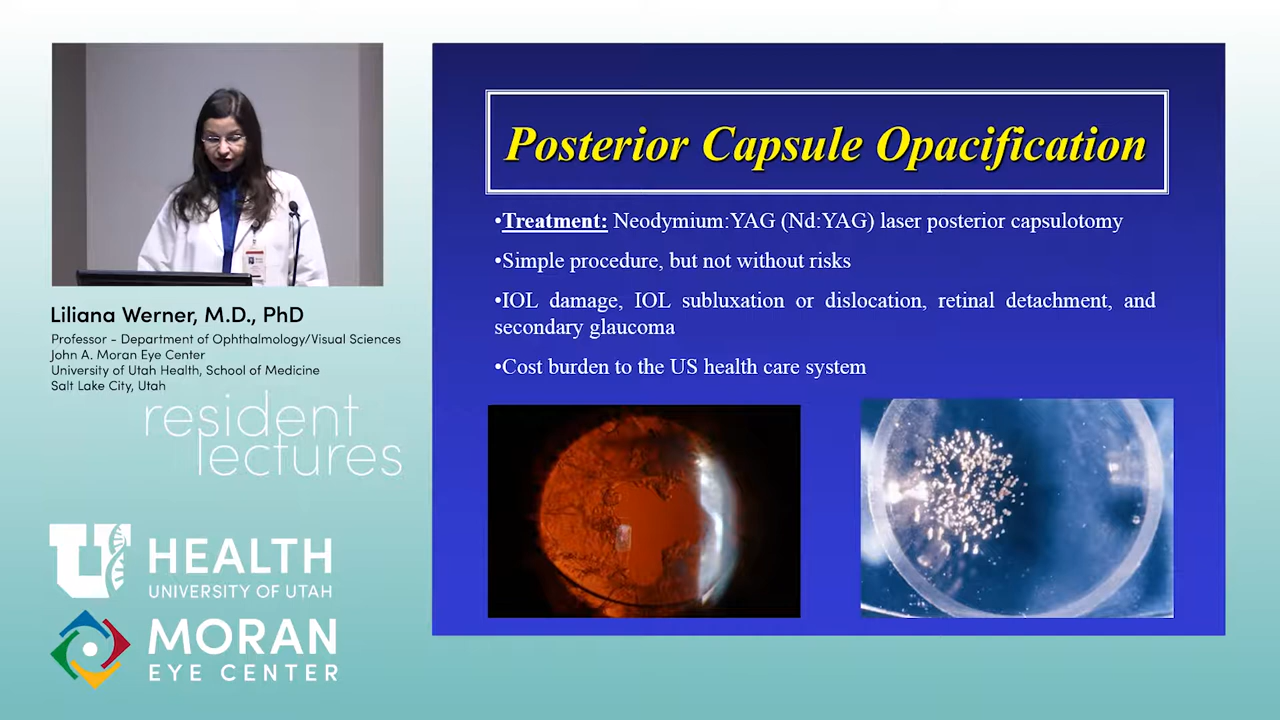 Posterior Capsule Opacification
•Treatment: Neodymium:YAG (Nd:YAG) laser posterior capsulotomy
•Simple procedure, but not without risks
•IOL damage, IOL subluxation or dislocation, retinal detachment, and
secondary glaucoma
•Cost burden to the US health care system
Liliana Werner, M.D., PhD
Professor - Department of Ophthalmology/Visual Sciences
John A. Moran Eye Center
University of Utah Health, School of Medicine
Salt Lake City, Utah
resident
lectures
U HEALTH
UNIVERSITY OF UTAH
MORAN
EYE CENTER